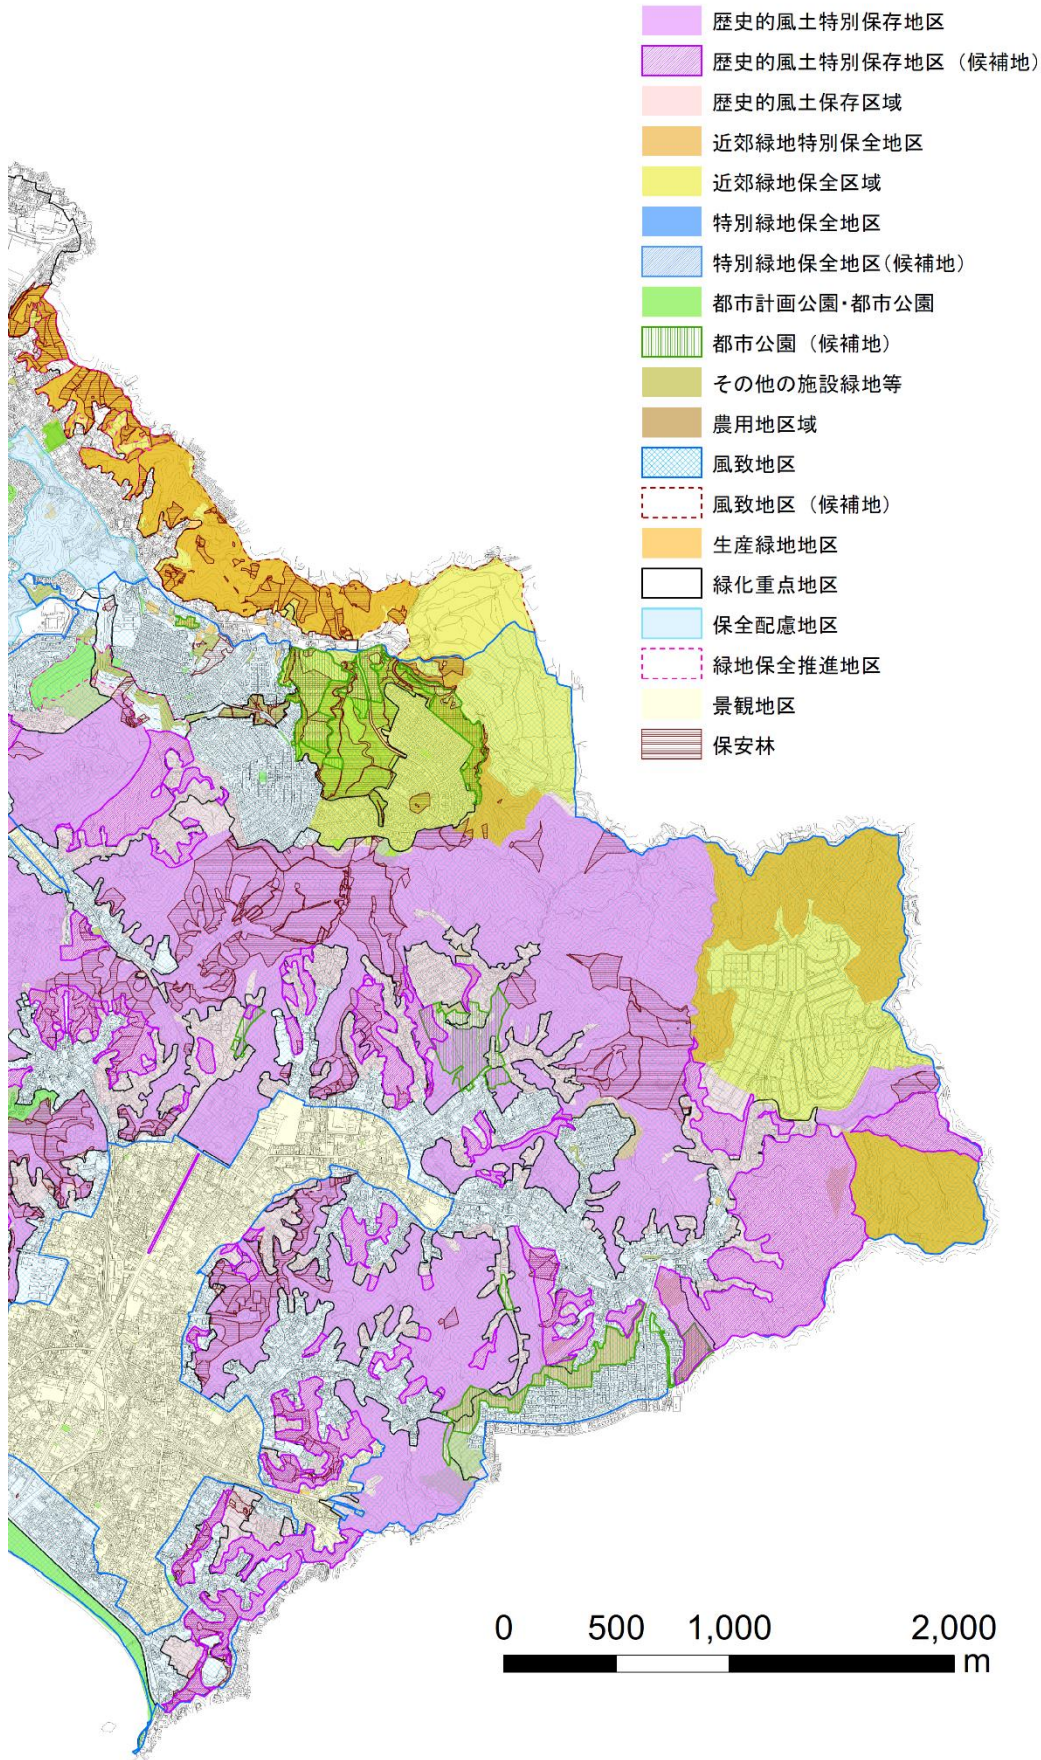 歴史的風土特別保存地区
歴史的風土特別保存地区（候補地）
歴史的風土保存区域
近郊緑地特別保全地区
近郊緑地保全区域
特別緑地保全地区
特別緑地保全地区(候補地)
都市計画公園・都市公園
都市公園（候補地）
その他の施設緑地等
農用地区域
風致地区
風致地区（候補地）
生産緑地地区
緑化重点地区
保全配慮地区
緑地保全推進地区
景観地区
保安林
0 500 1,000 2,000
m